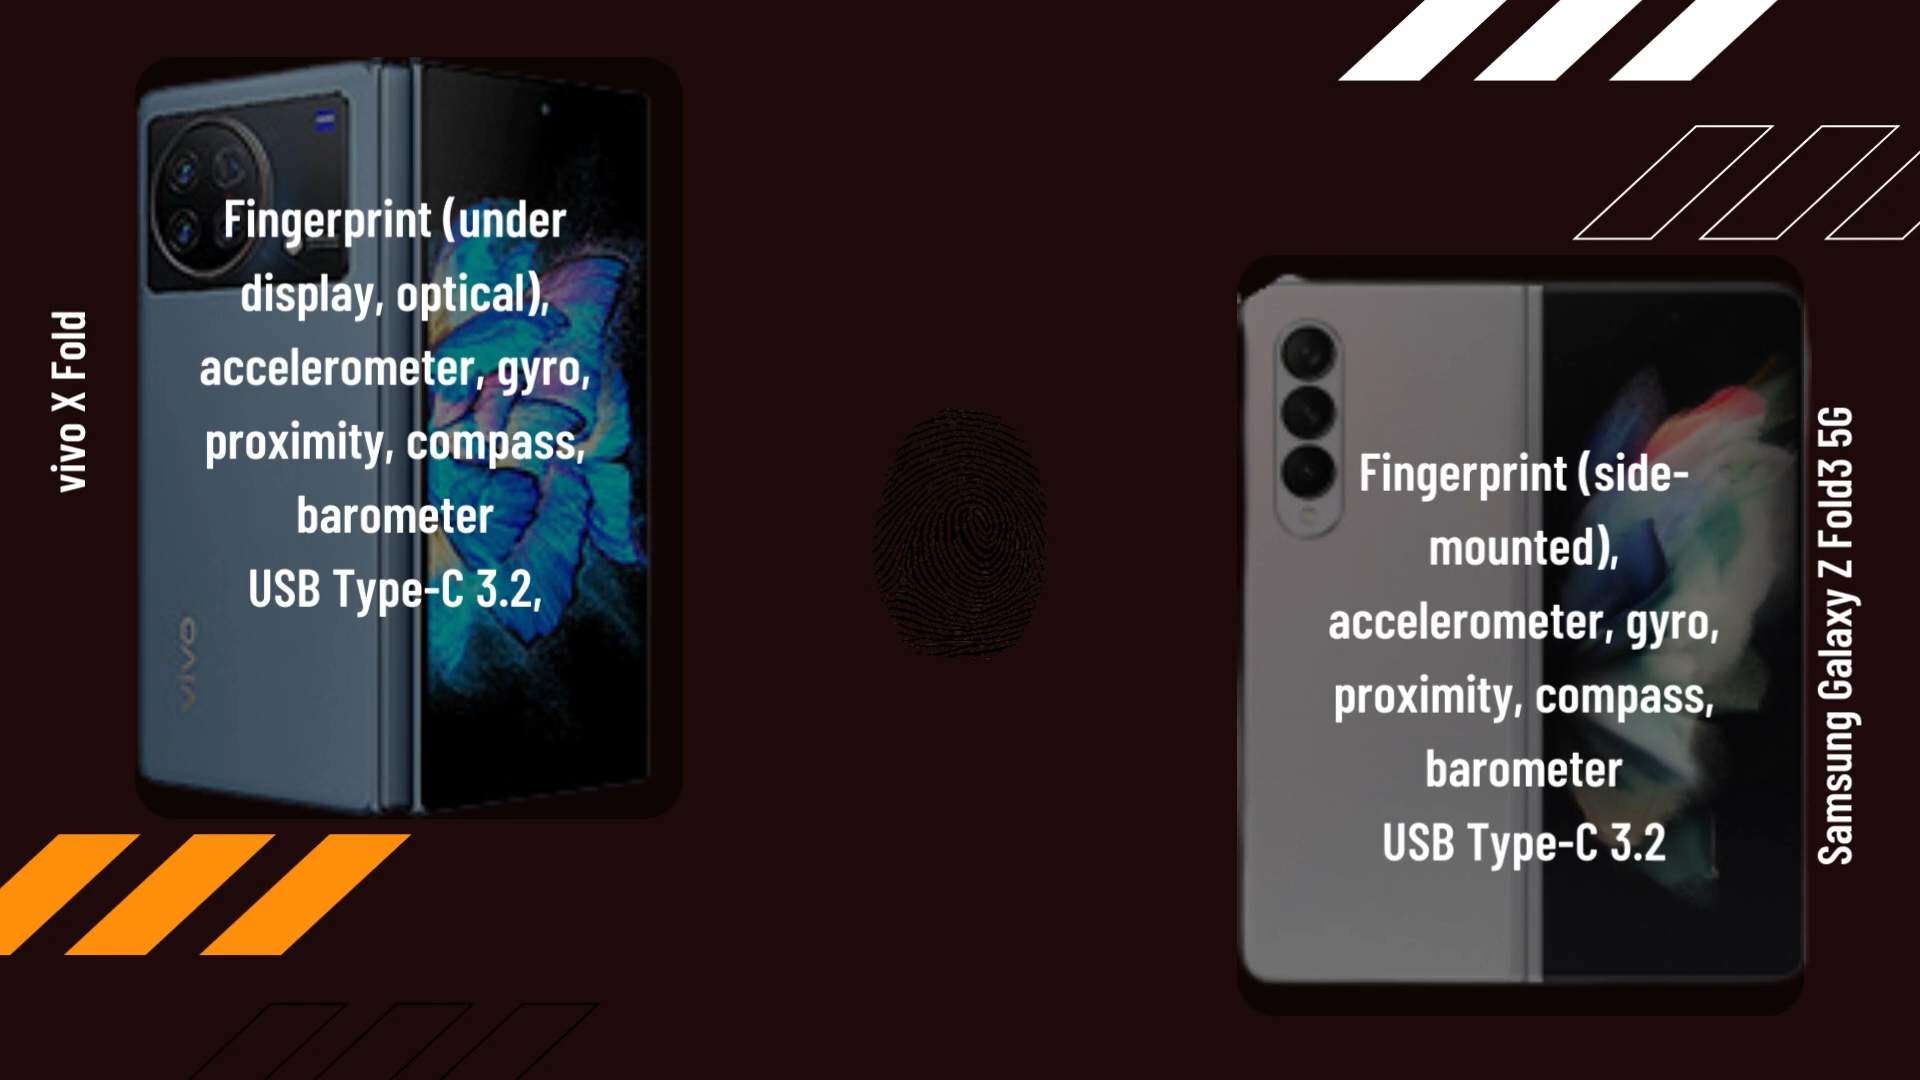 vivo X Fold
Fingerprint (under
display, optical),
accelerometer, gyro,
proximity, compass,
barometer
USB Type-C 3.2,
vivo
Fingerprint (side-
mounted),
accelerometer, gyro,
proximity, compass,
barometer
USB Type-C 3.2
Samsung Galaxy Z Fold3 5G